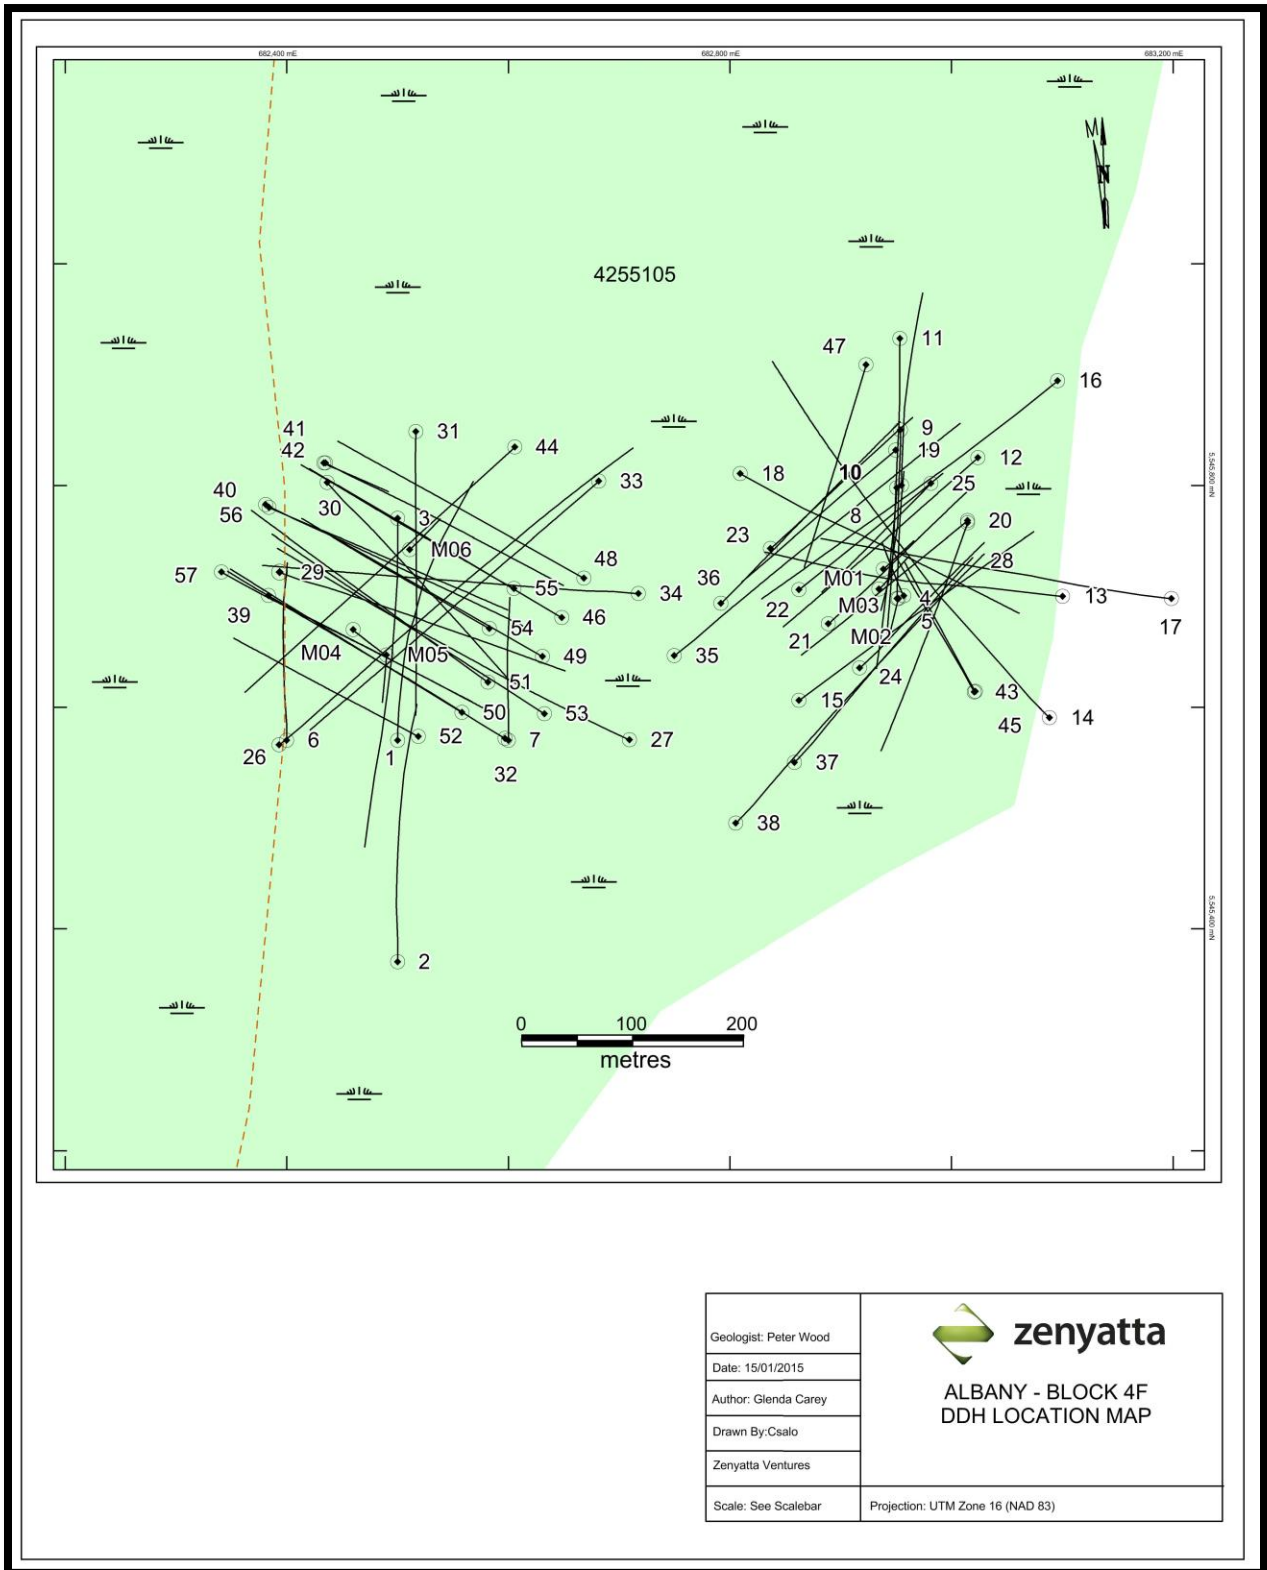 682,400 mE
682,800 mE
683,200 mE
M
N
4255105
11
47
16
41
31
9
42
44
19
12
10
18
33
25
5,545,800 mN
40
56
30
3
8
20
23
M06
28
48
57
29
M01
55
34
36
22
13
39
M03
4
46
17
54
21
5
M02
M04
M05
49
35
24
51
43
15
50
53
14
45
6
52
7
27
26
1
37
32
38
5,545,400 mN
2
0 100 200
metres
Geologist: Peter Wood
Date: 15/01/2015
Author: Glenda Carey
Drawn By:Csalo
Zenyatta Ventures
Scale: See Scalebar
zenyatta
ALBANY - BLOCK 4F
DDH LOCATION MAP
Projection: UTM Zone 16 (NAD 83)